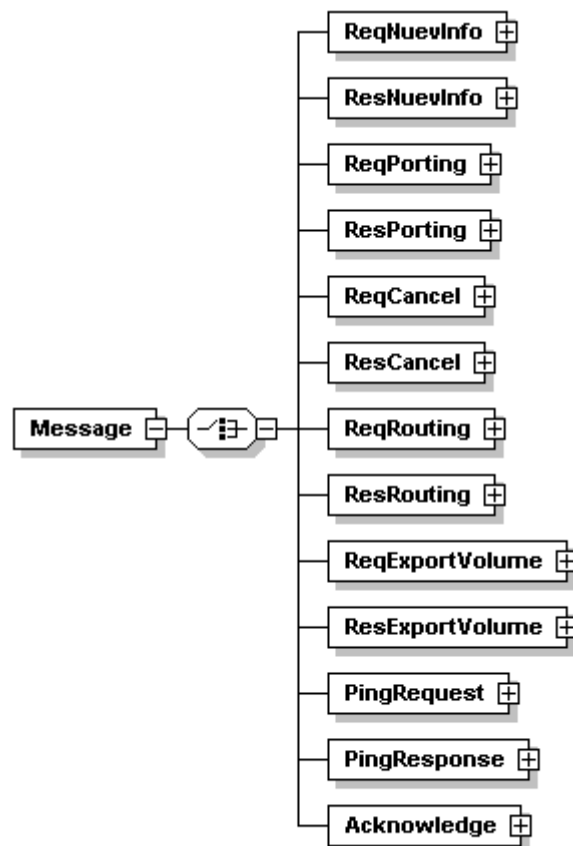 ReqNuevInfo
ResNuevInfo
ReqPorting
ResPorting
ReqCancel
ResCancel
Message
ReqRouting
ResRouting
ReqExportVolume
ResExportVolume
PingRequest
PingResponse
Acknowledge